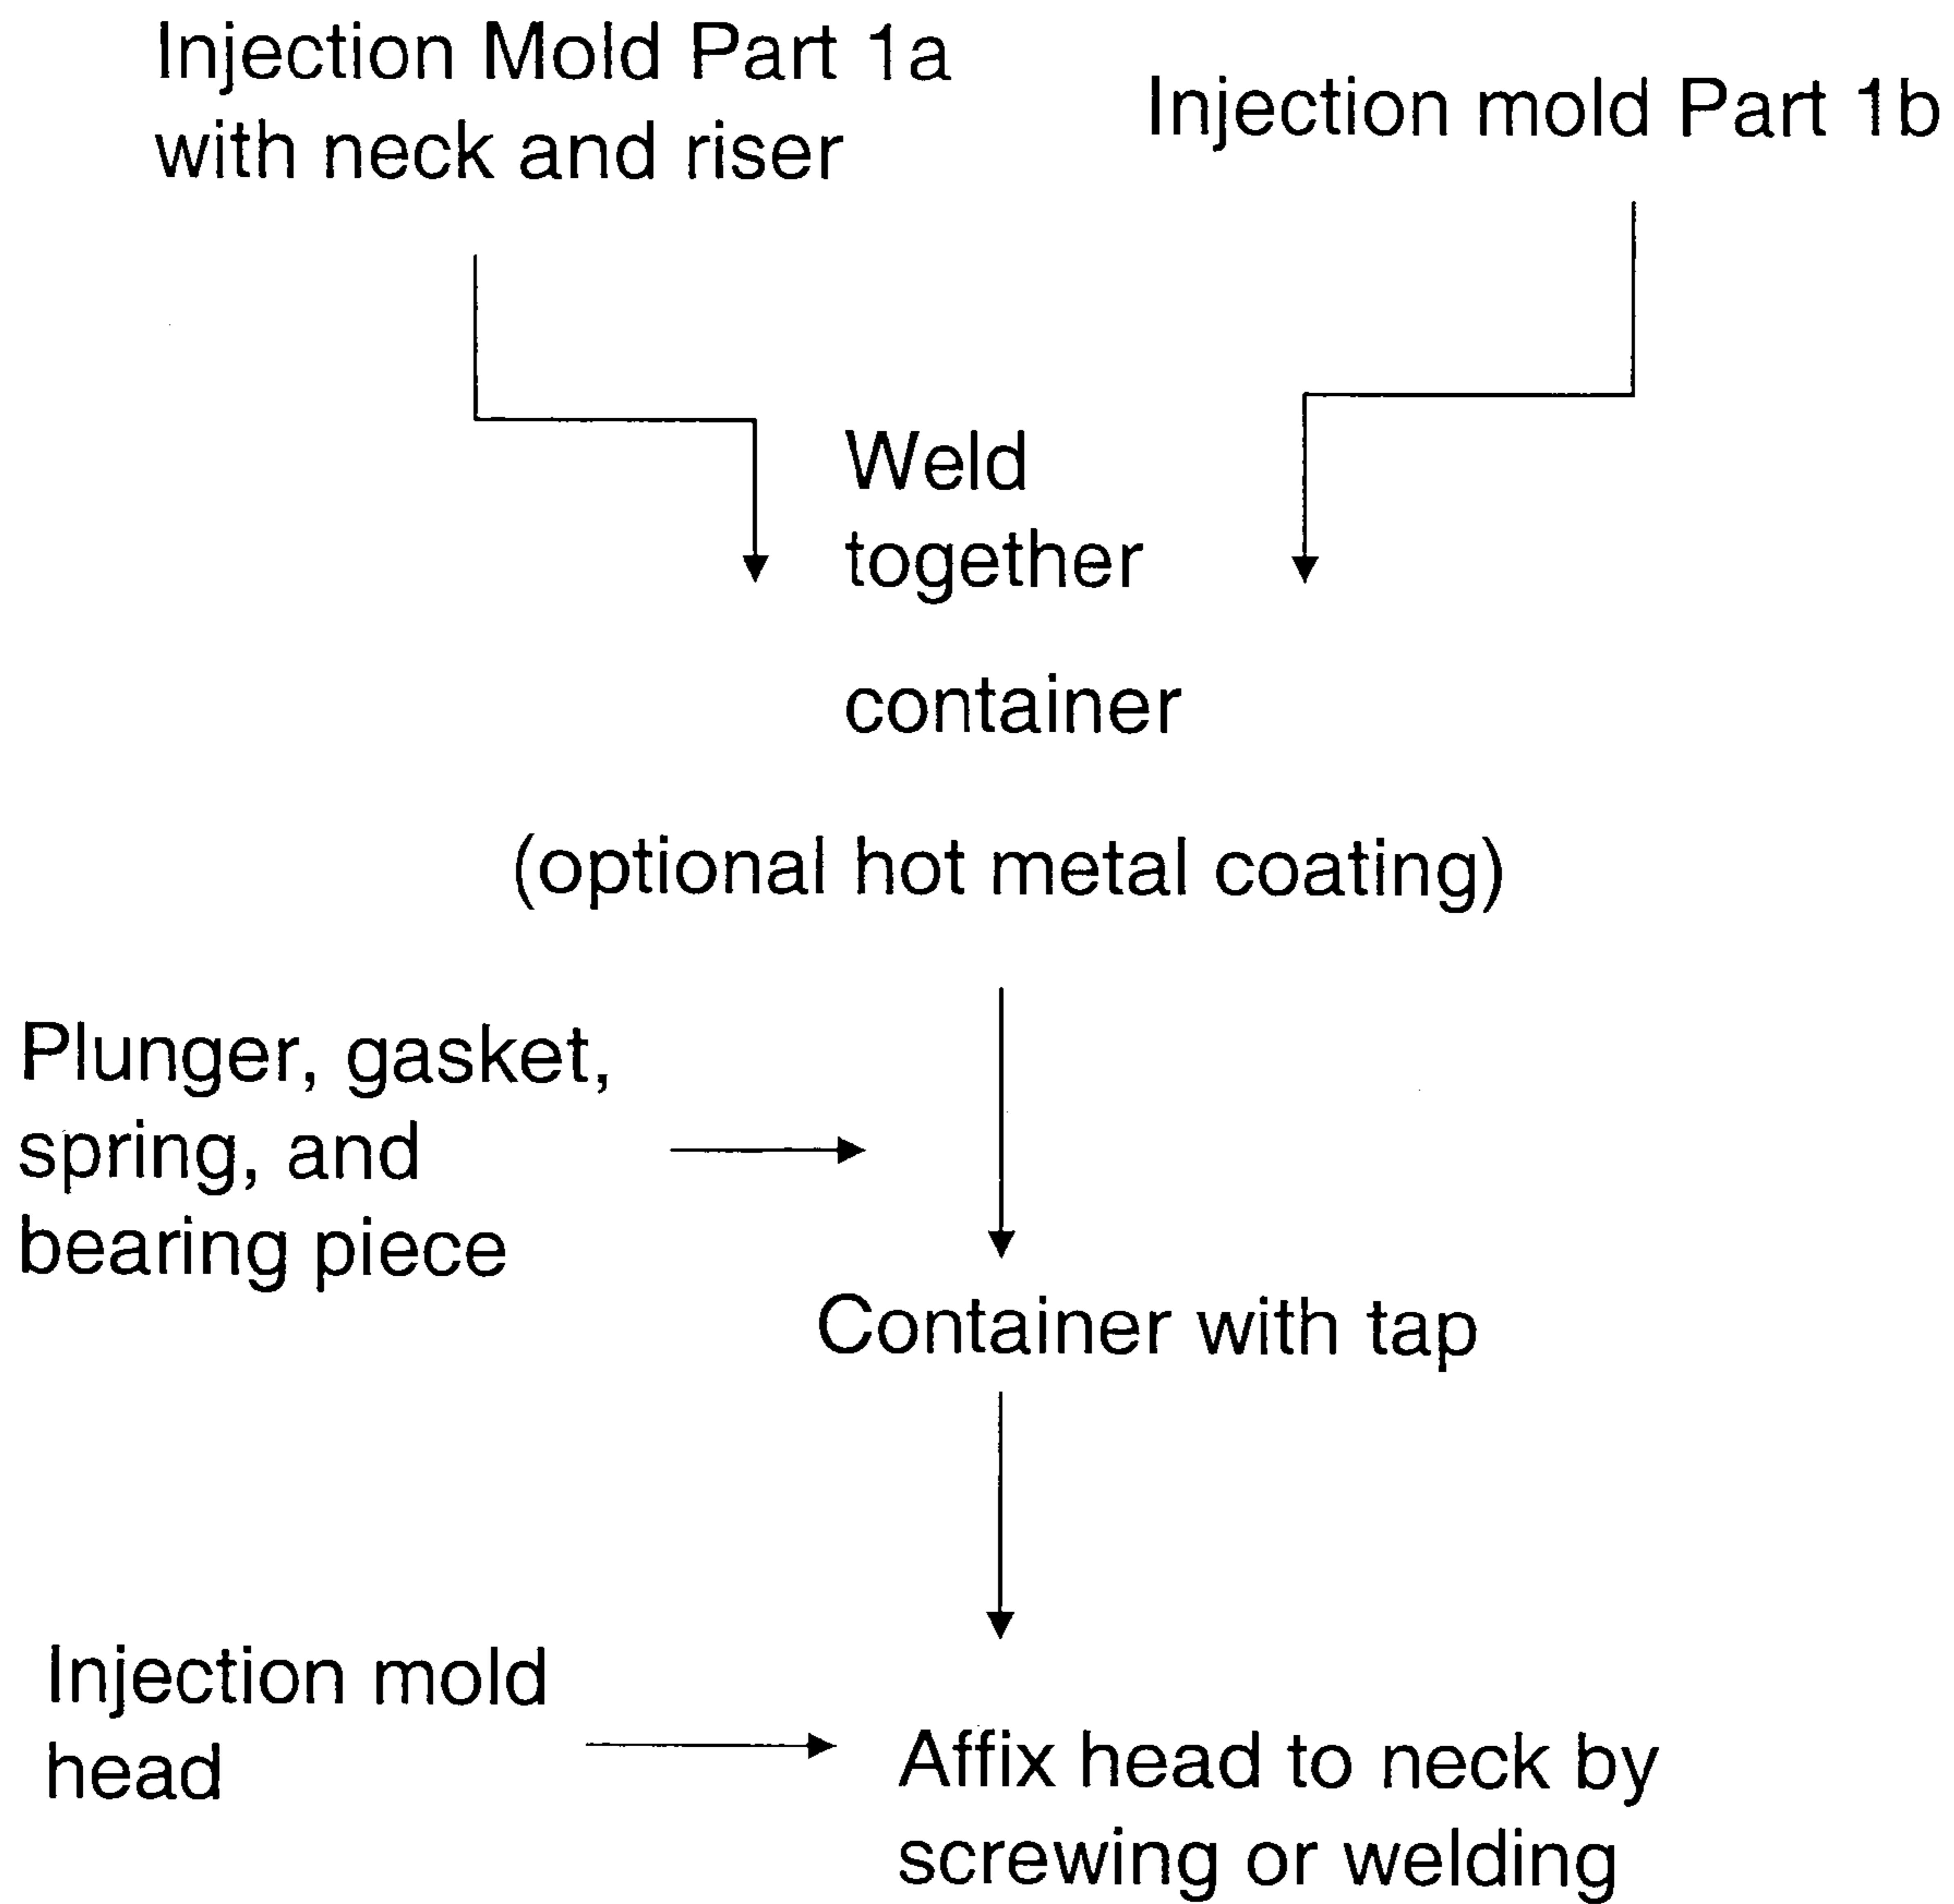 Injection Mold Part 1a
with neck and riser
Injection mold Part 1b
Weld
together
container
(optional hot metal coating)
Plunger, gasket,
spring, and
bearing piece
Container with tap
Injection mold
head
Affix head to neck by
screwing or welding